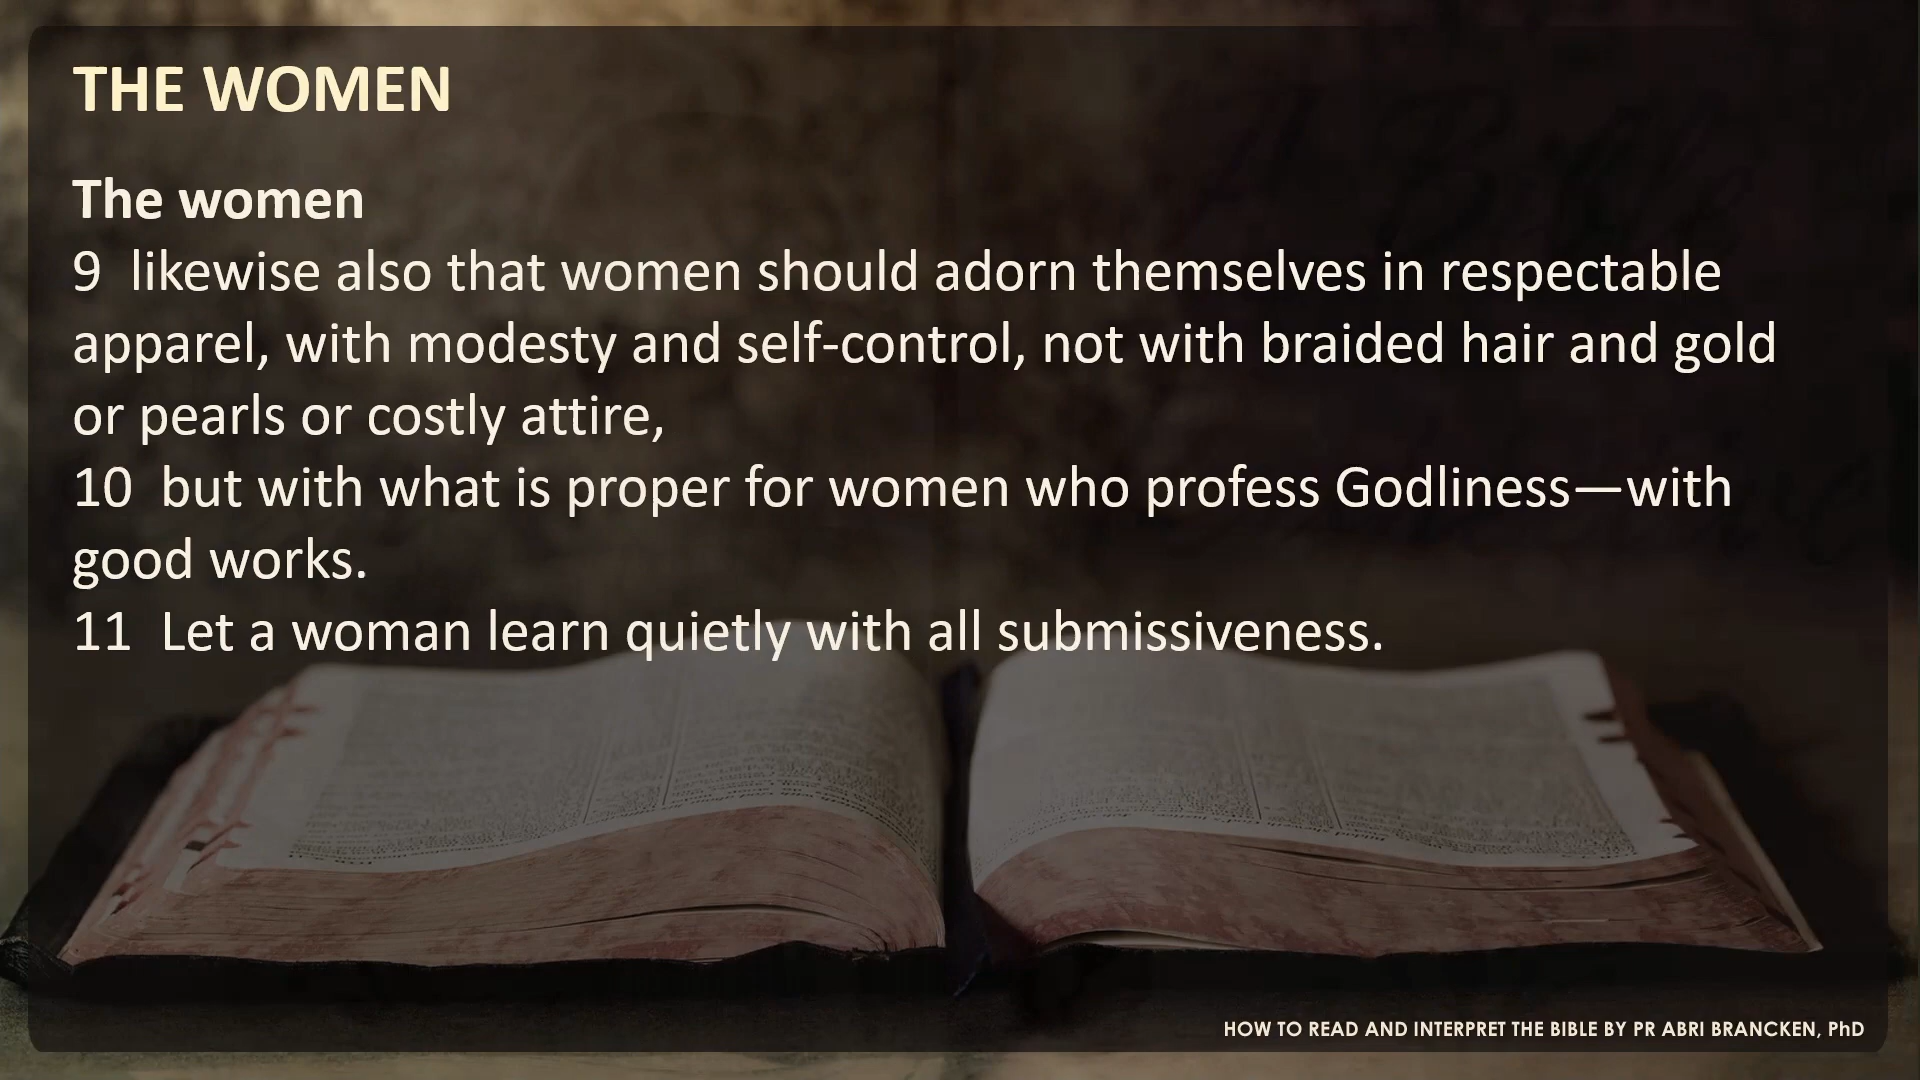 THE WOMEN
The women
9  likewise also that women should adorn themselves in respectable
apparel, with modesty and self-control, not with braided hair and gold
or pearls or costly attire,
10  but with what is proper for women who profess Godliness—with
good works.
11  Let a woman learn quietly with all submissiveness.
HOW TO READ AND INTERPRET THE BIBLE BY PR ABRI BRANCKEN, PhD